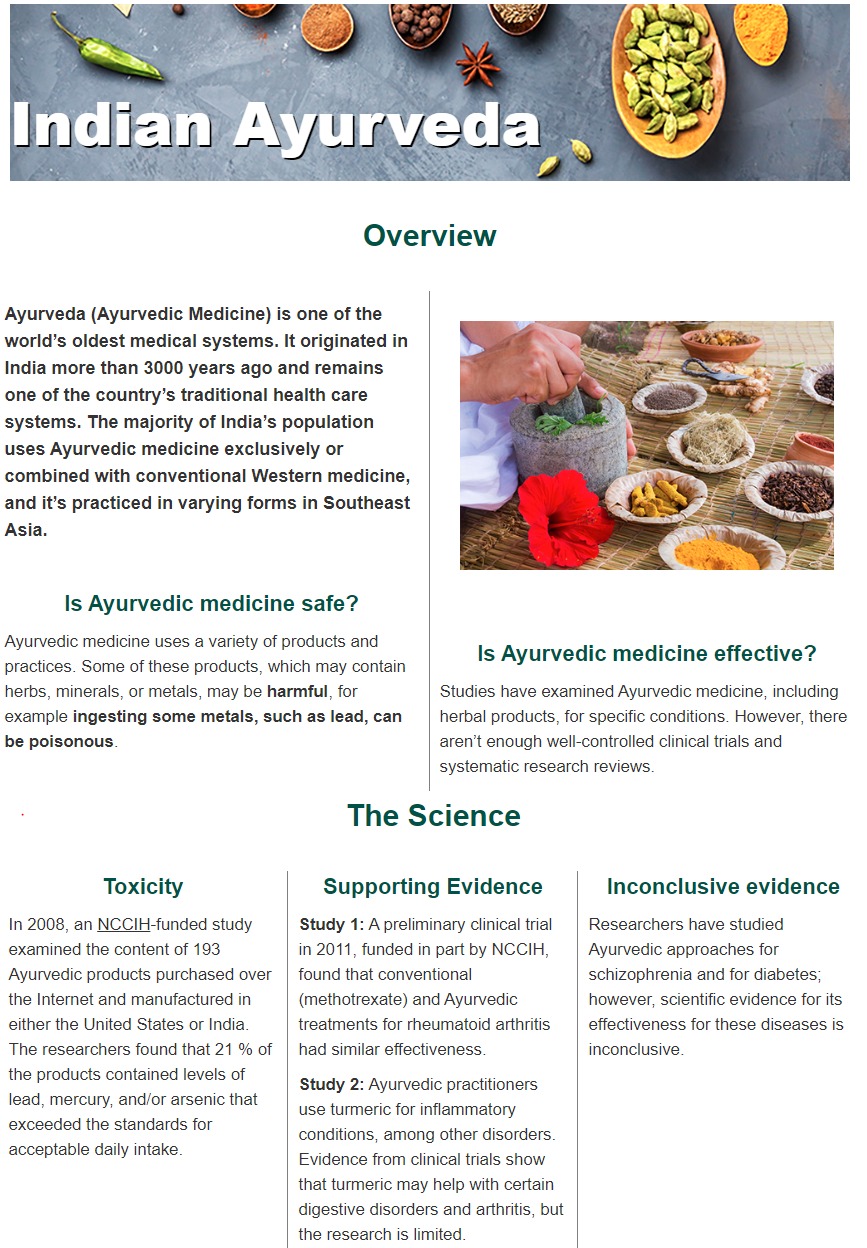 Indian Ayurveda
Overview
Ayurveda (Ayurvedic Medicine) is one of the
world’s oldest medical systems. It originated in
India more than 3000 years ago and remains
one of the country’s traditional health care
systems. The majority of India’s population
uses Ayurvedic medicine exclusively or
combined with conventional Western medicine,
and it’s practiced in varying forms in Southeast
Asia.
Is Ayurvedic medicine safe?
Ayurvedic medicine uses a variety of products and
practices. Some of these products, which may contain
herbs, minerals, or metals, may be harmful, for
example ingesting some metals, such as lead, can
be poisonous.
Is Ayurvedic medicine effective?
Studies have examined Ayurvedic medicine, including
herbal products, for specific conditions. However, there
aren’t enough well-controlled clinical trials and
systematic research reviews.
The Science
Toxicity
In 2008, an NCCIH-funded study
examined the content of 193
Ayurvedic products purchased over
the Internet and manufactured in
either the United States or India.
The researchers found that 21 % of
the products contained levels of
lead, mercury, and/or arsenic that
exceeded the standards for
acceptable daily intake.
Supporting Evidence
Study 1: A preliminary clinical trial
in 2011, funded in part by NCCIH,
found that conventional
(methotrexate) and Ayurvedic
treatments for rheumatoid arthritis
had similar effectiveness.
Study 2: Ayurvedic practitioners
use turmeric for inflammatory
conditions, among other disorders.
Evidence from clinical trials show
that turmeric may help with certain
digestive disorders and arthritis, but
the research is limited.
Inconclusive evidence
Researchers have studied
Ayurvedic approaches for
schizophrenia and for diabetes;
however, scientific evidence for its
effectiveness for these diseases is
inconclusive.